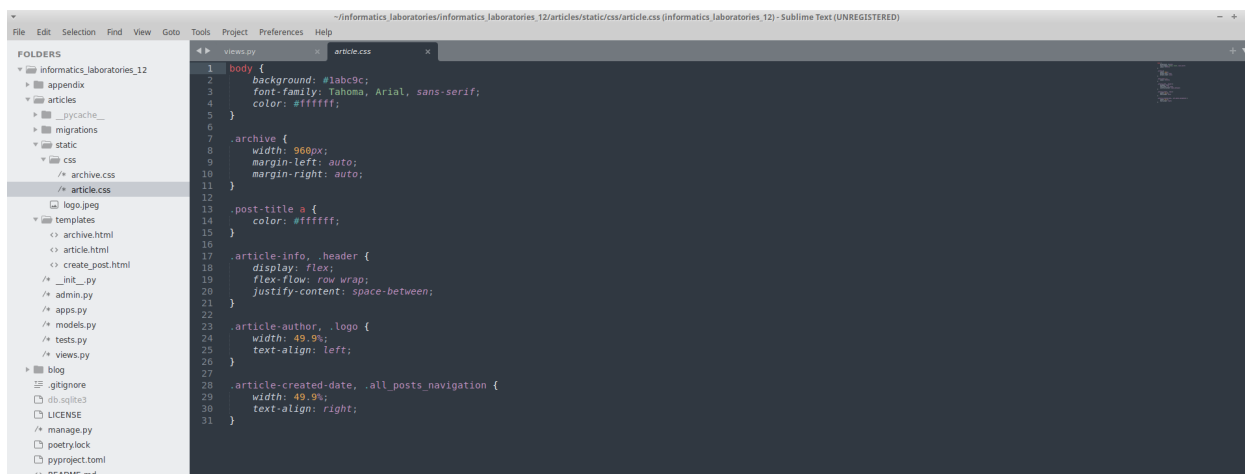 ~/informatics_laboratories/informatics_laboratories_12/articles/static/css/article.css (informatics_laboratories_12) - Sublime Text (UNREGISTERED)
File Edit Selection Find View Goto Tools Project Preferences Help
FOLDERS
informatics_laboratories_12
appendix
articles
__pycache__
migrations
static
css
/* archive.css
/* article.css
logo.jpeg
templates
<> archive.html
<> article.html
<> create_post.html
/* __init__.py
/* admin.py
/* apps.py
/* models.py
/* tests.py
/* views.py
blog
.gitignore
db.sqlite3
LICENSE
/* manage.py
poetry.lock
pyproject.toml
<> README.md
views.py × article.css ×
1 body {
2     background: #1abc9c;
3     font-family: Tahoma, Arial, sans-serif;
4     color: #ffffff;
5 }
6
7 .archive {
8     width: 960px;
9     margin-left: auto;
10     margin-right: auto;
11 }
12
13 .post-title a {
14     color: #ffffff;
15 }
16
17 .article-info, .header {
18     display: flex;
19     flex-flow: row wrap;
20     justify-content: space-between;
21 }
22
23 .article-author, .logo {
24     width: 49.9%;
25     text-align: left;
26 }
27
28 .article-created-date, .all_posts_navigation {
29     width: 49.9%;
30     text-align: right;
31 }